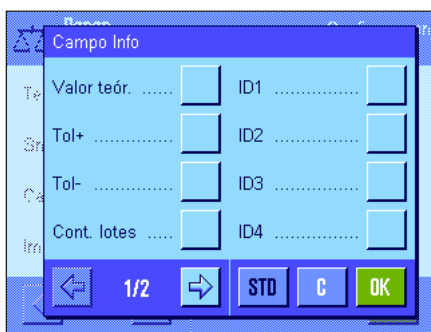 Campo Info
Valor teór. ...... ID1 ...............
Tol+ .............. ID2 ...............
Tol- .............. ID3 ...............
Cont. lotes ..... ID4 ...............
1/2 STD C OK